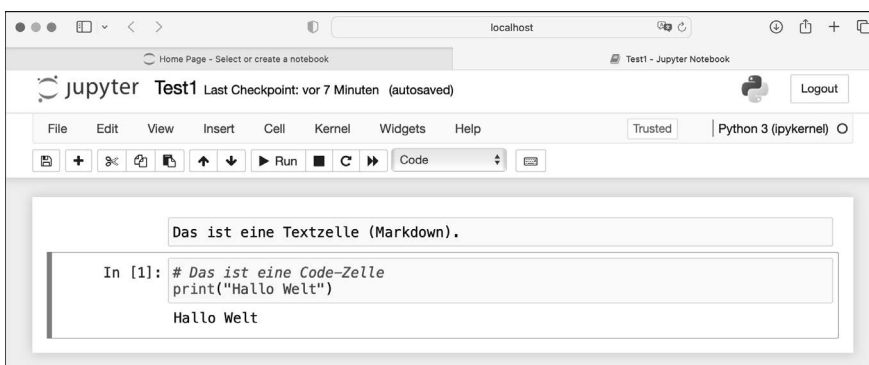 localhost
Home Page - Select or create a notebook
Test1 - Jupyter Notebook
jupyter Test1 Last Checkpoint: vor 7 Minuten (autosaved)
Logout
File Edit View Insert Cell Kernel Widgets Help
Trusted
Python 3 (ipykernel)
Run
Code
Das ist eine Textzelle (Markdown).
In [1]: # Das ist eine Code-Zelle
print("Hallo Welt")
Hallo Welt